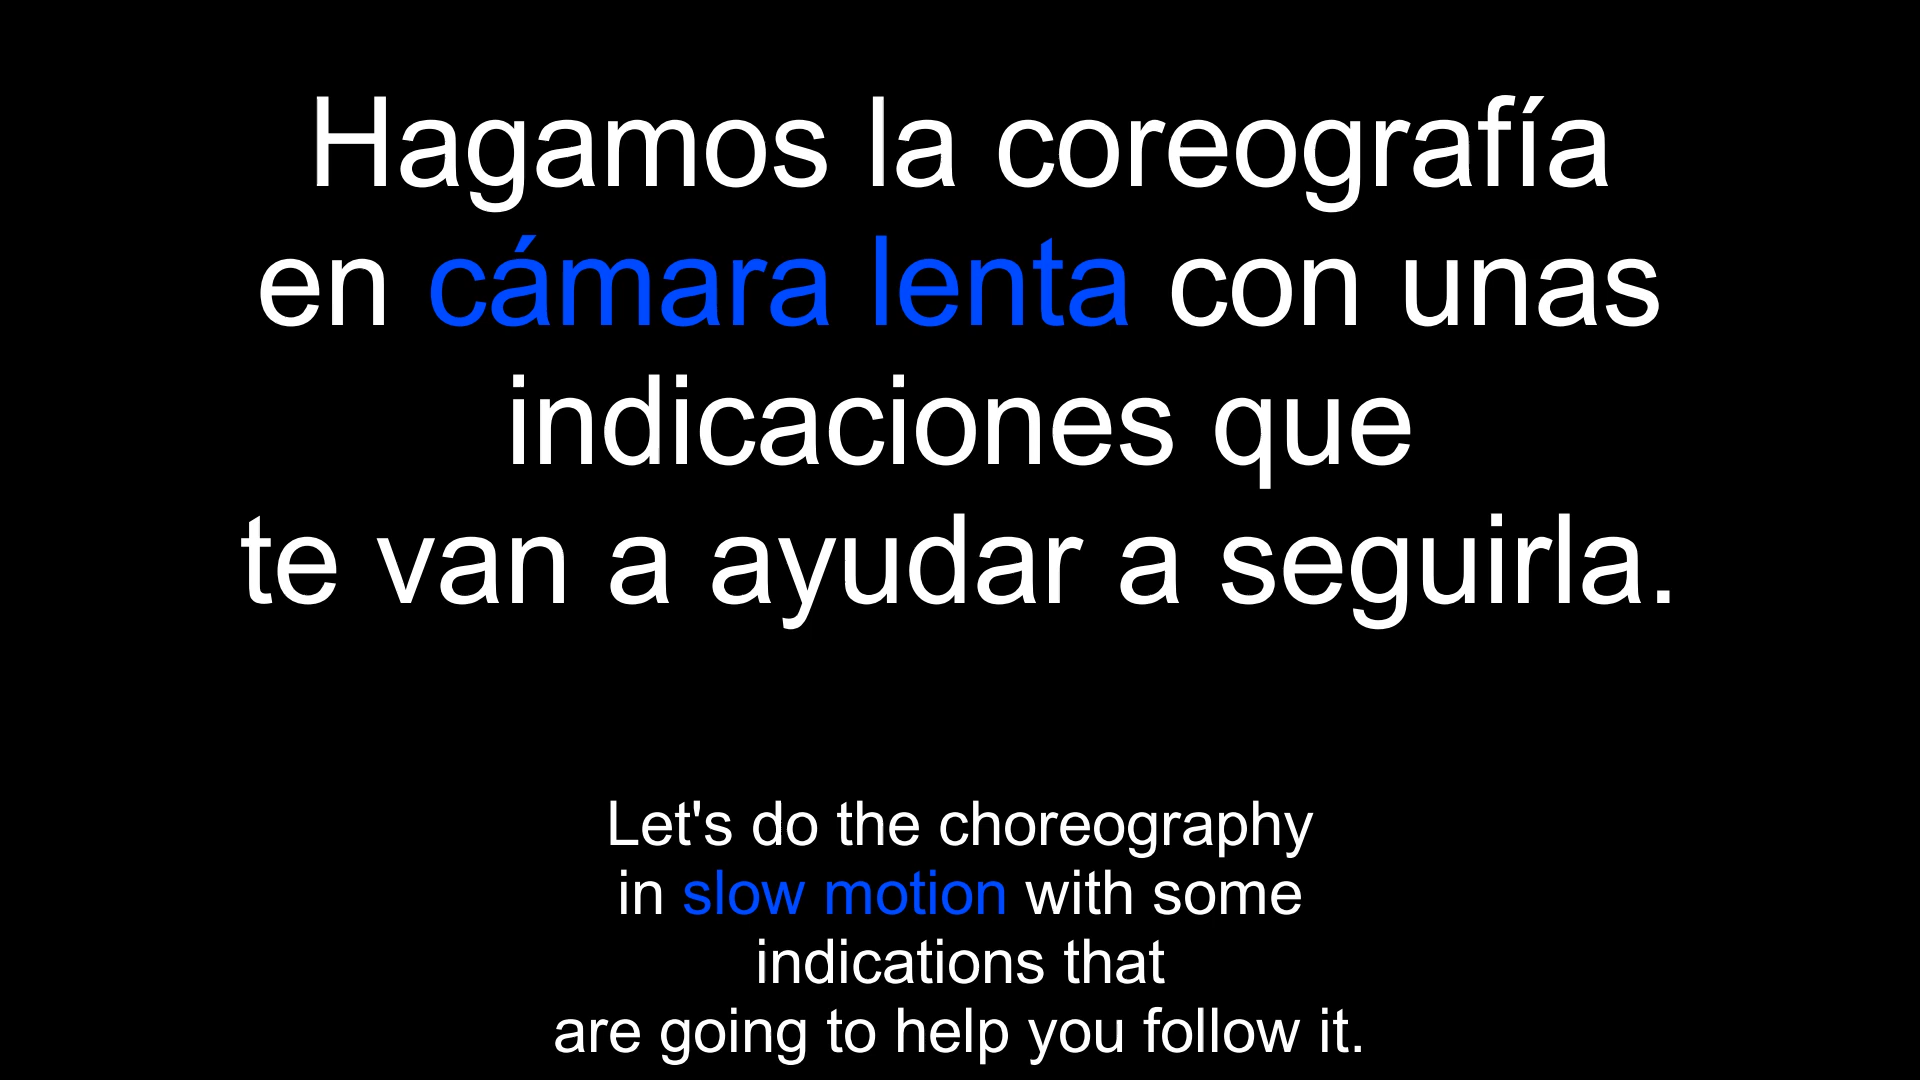 Hagamos la coreografía
en cámara lenta con unas
indicaciones que
te van a ayudar a seguirla.
Let's do the choreography
in slow motion with some
indications that
are going to help you follow it.